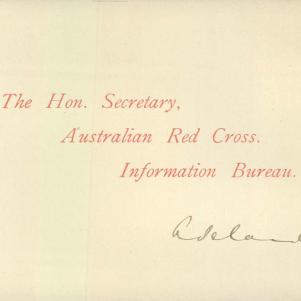 The Hon. Secretary,
Australian Red Cross.
Information Bureau.